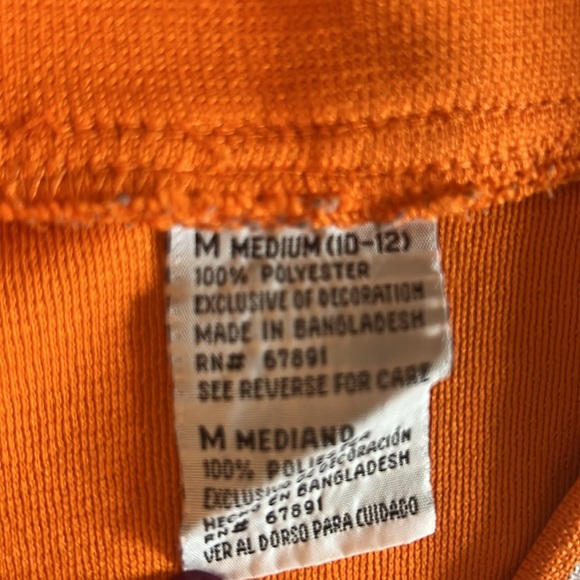 M MEDIUM (10-12)
100% POLYESTER
EXCLUSIVE OF DECORATION
MADE IN BANGLADESH
RN# 67891
SEE REVERSE FOR CARE
M MEDIANO
100% POLIESTER
EXCLUSIVO DE DECORACIÓN
HECHO EN BANGLADESH
RN# 67891
VER AL DORSO PARA CUIDADO